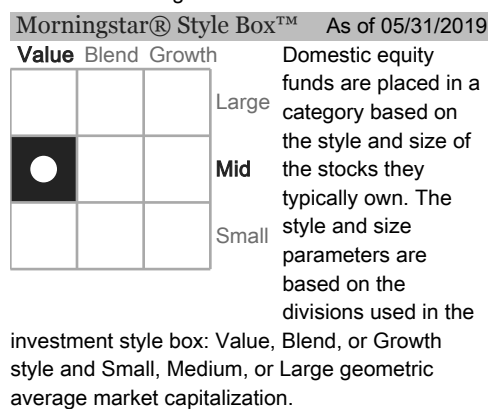 Morningstar® Style Box™ As of 05/31/2019
Value Blend Growth
Large
Mid
Small
Domestic equity
funds are placed in a
category based on
the style and size of
the stocks they
typically own. The
style and size
parameters are
based on the
divisions used in the
investment style box: Value, Blend, or Growth
style and Small, Medium, or Large geometric
average market capitalization.